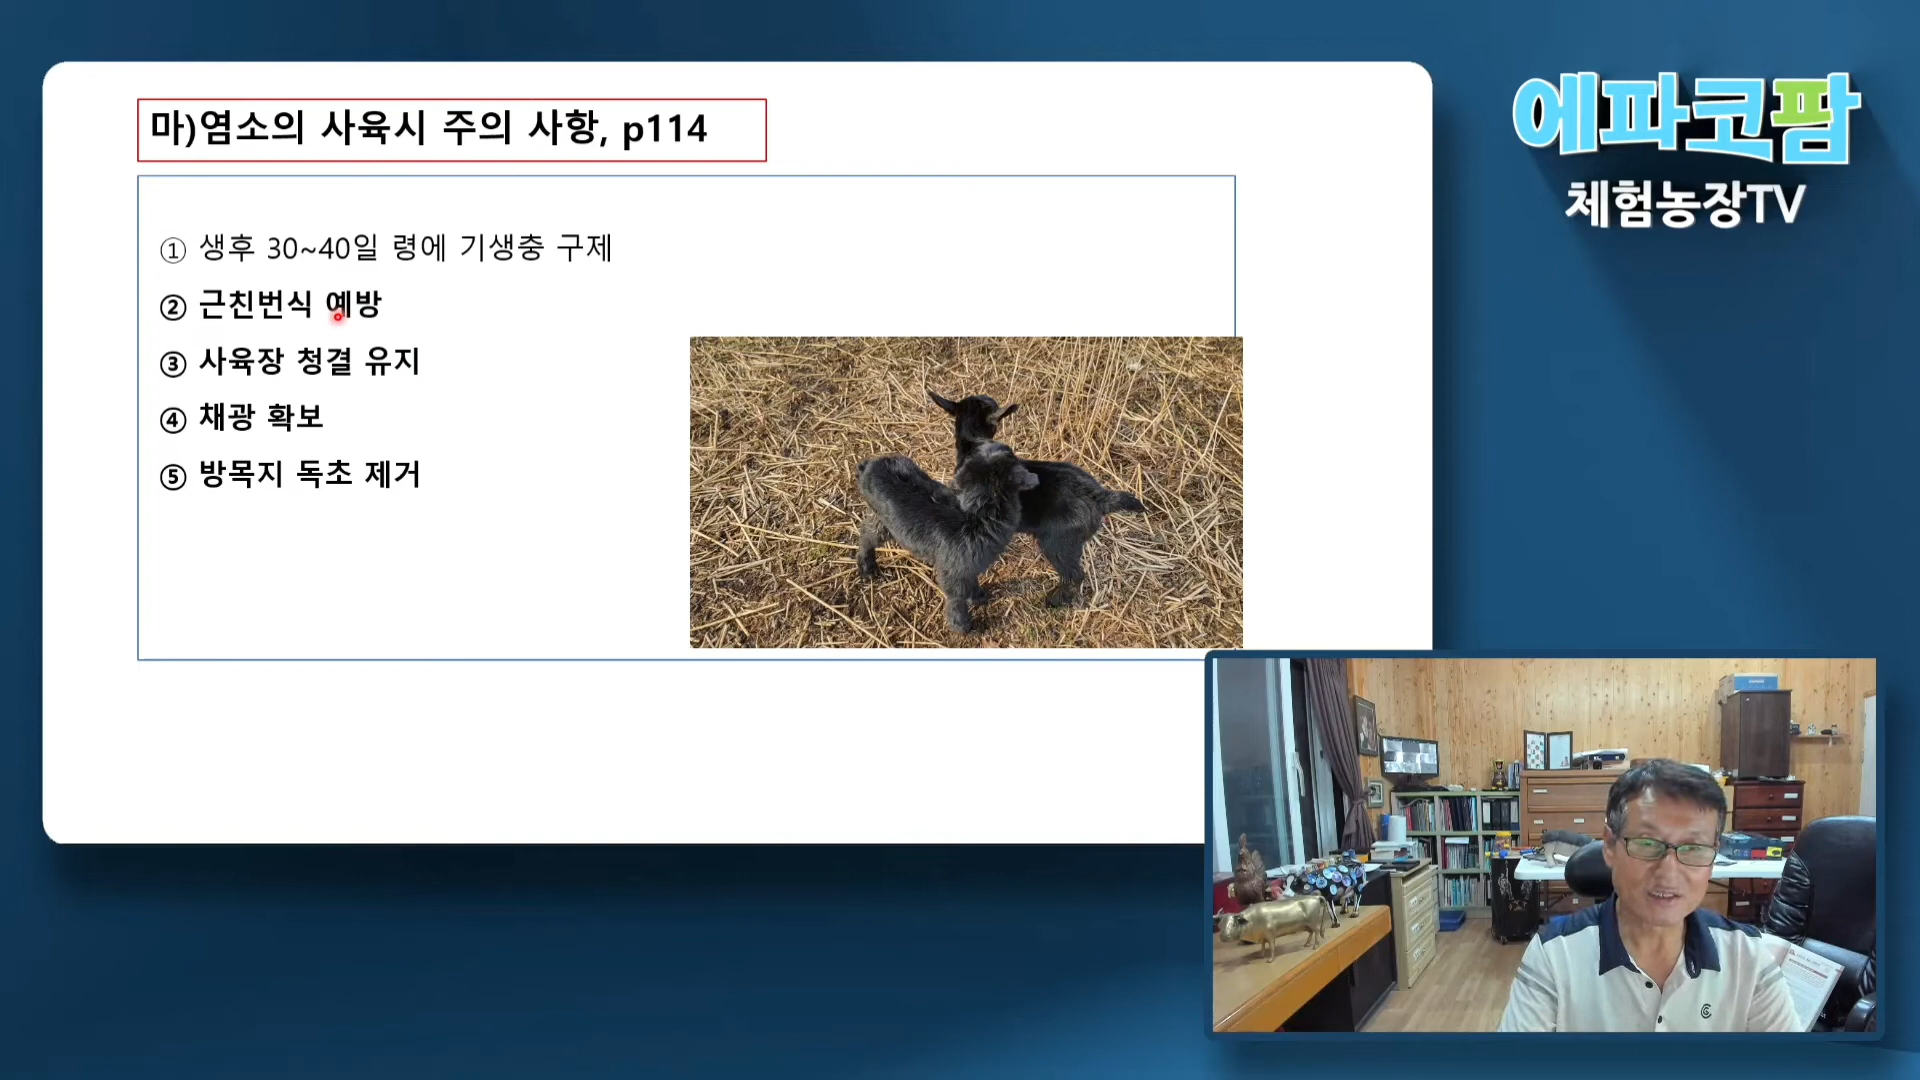 마)염소의 사육시 주의 사항, p114
① 생후 30~40일 령에 기생충 구제
② 근친번식 예방
③ 사육장 청결 유지
④ 채광 확보
⑤ 방목지 독초 제거
에파코팜
체험농장TV